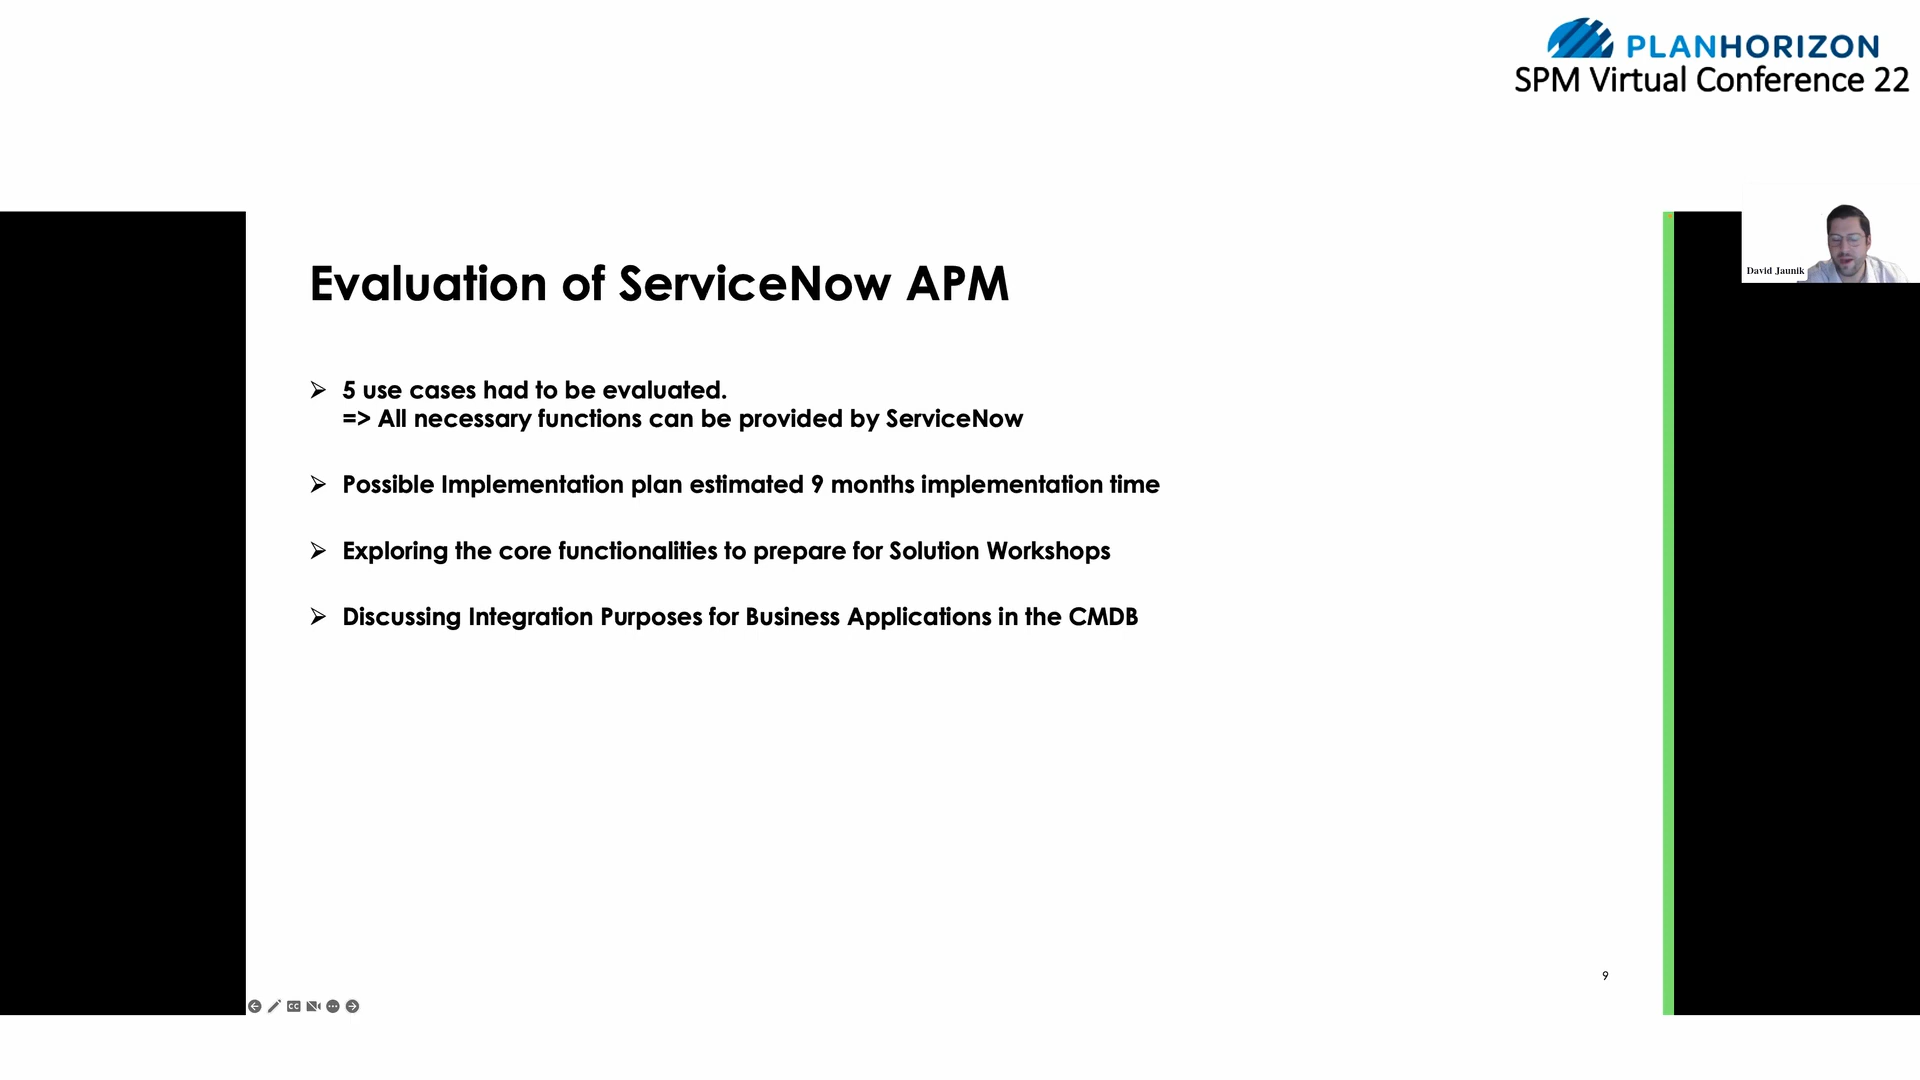 PLANHORIZON
SPM Virtual Conference 22
David Jaunik
Evaluation of ServiceNow APM
5 use cases had to be evaluated.
=> All necessary functions can be provided by ServiceNow
Possible Implementation plan estimated 9 months implementation time
Exploring the core functionalities to prepare for Solution Workshops
Discussing Integration Purposes for Business Applications in the CMDB
9
CC